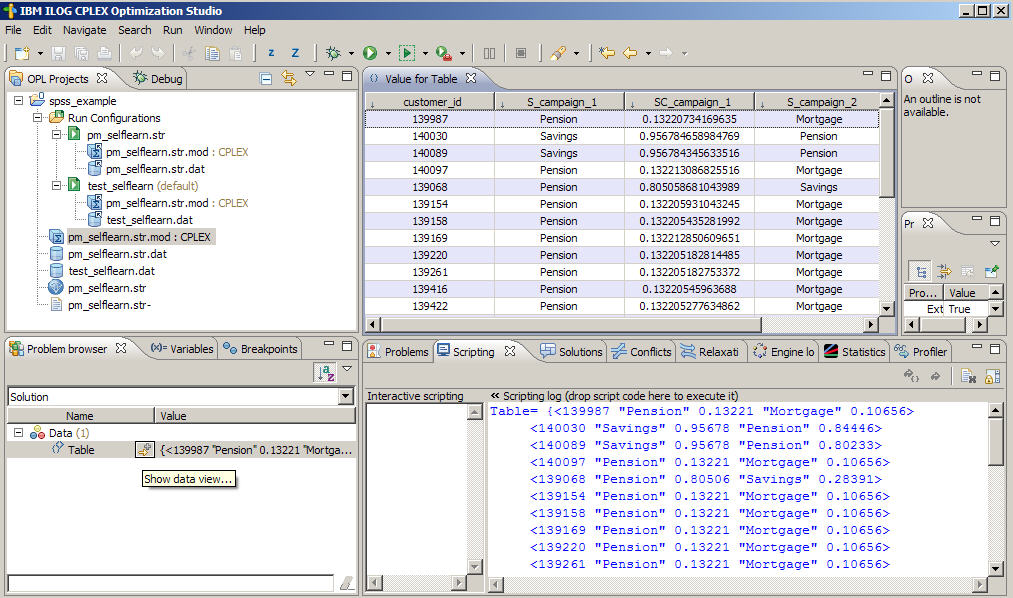 IBM ILOG CPLEX Optimization Studio
File Edit Navigate Search Run Window Help
z Z
OPL Projects Debug
spss_example
Run Configurations
pm_selflearn.str
pm_selflearn.str.mod : CPLEX
pm_selflearn.str.dat
test_selflearn (default)
pm_selflearn.str.mod : CPLEX
test_selflearn.dat
pm_selflearn.str.mod : CPLEX
pm_selflearn.str.dat
test_selflearn.dat
pm_selflearn.str
pm_selflearn.str~
Value for Table
customer_id S_campaign_1 SC_campaign_1 S_campaign_2
139987 Pension 0.13220734169635 Mortgage
140030 Savings 0.956784658984769 Pension
140089 Savings 0.956784345633516 Pension
140097 Pension 0.132213086825516 Mortgage
139068 Pension 0.805058681043989 Savings
139154 Pension 0.132205931043245 Mortgage
139158 Pension 0.132205435281992 Mortgage
139169 Pension 0.132212850609651 Mortgage
139220 Pension 0.132205182814485 Mortgage
139261 Pension 0.132205182753372 Mortgage
139416 Pension 0.13220545963688 Mortgage
139422 Pension 0.132205277634862 Mortgage
O
An outline is not
available.
Pr
Pro... Value
Ext True
Problem browser (x)= Variables Breakpoints
Solution
Name Value
Data (1)
Table {<139987 "Pension" 0.13221 "Mortga...
Show data view...
Problems Scripting Solutions Conflicts Relaxati Engine lo Statistics Profiler
Interactive scripting
« Scripting log (drop script code here to execute it)
Table= {<139987 "Pension" 0.13221 "Mortgage" 0.10656>
<140030 "Savings" 0.95678 "Pension" 0.84446>
<140089 "Savings" 0.95678 "Pension" 0.80233>
<140097 "Pension" 0.13221 "Mortgage" 0.10656>
<139068 "Pension" 0.80506 "Savings" 0.28391>
<139154 "Pension" 0.13221 "Mortgage" 0.10656>
<139158 "Pension" 0.13221 "Mortgage" 0.10656>
<139169 "Pension" 0.13221 "Mortgage" 0.10656>
<139220 "Pension" 0.13221 "Mortgage" 0.10656>
<139261 "Pension" 0.13221 "Mortgage" 0.10656>